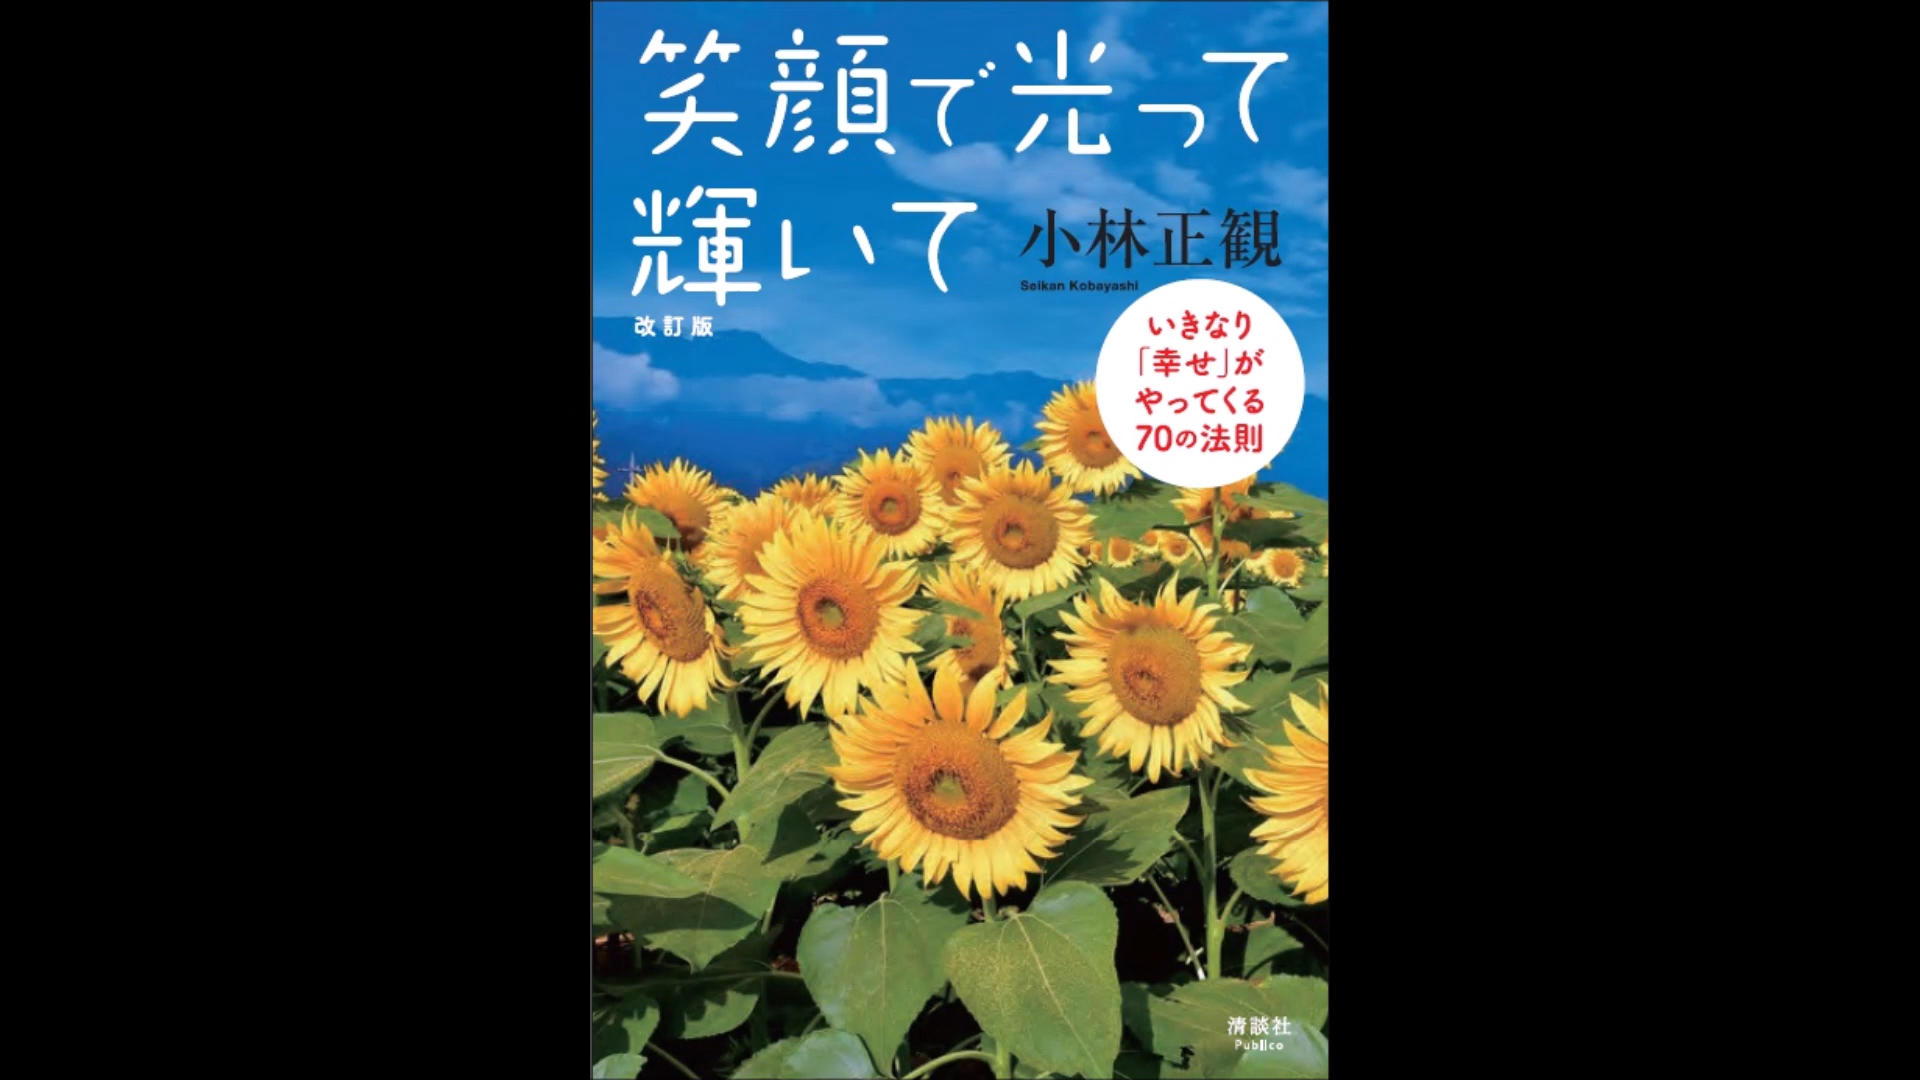 笑顔で光って
輝いて
小林正観
Seikan Kobayashi
改訂版
いきなり
「幸せ」が
やってくる
70の法則
清談社
Publico